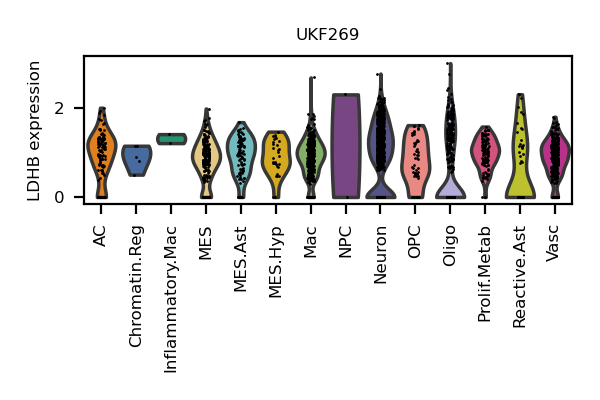 UKF269
LDHB expression
2
0
AC
Chromatin.Reg
Inflammatory.Mac
MES
MES.Ast
MES.Hyp
Mac
NPC
Neuron
OPC
Oligo
Prolif.Metab
Reactive.Ast
Vasc